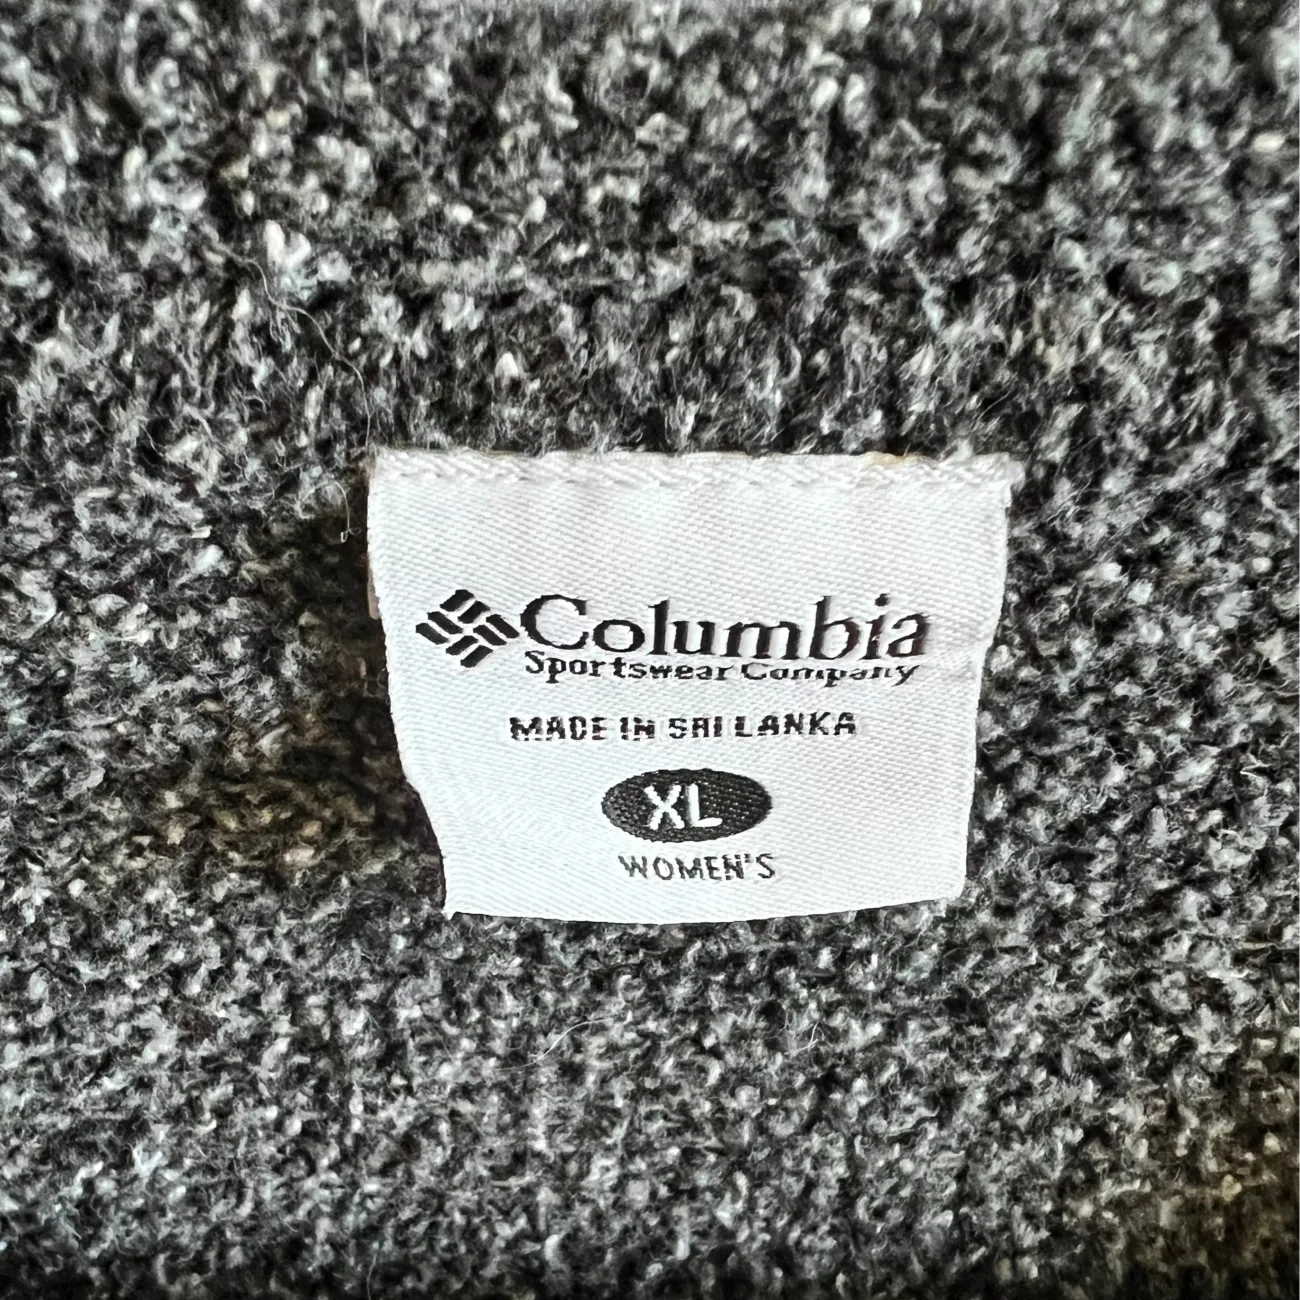 Columbia
Sportswear Company
MADE IN SRI LANKA
XL
WOMEN'S